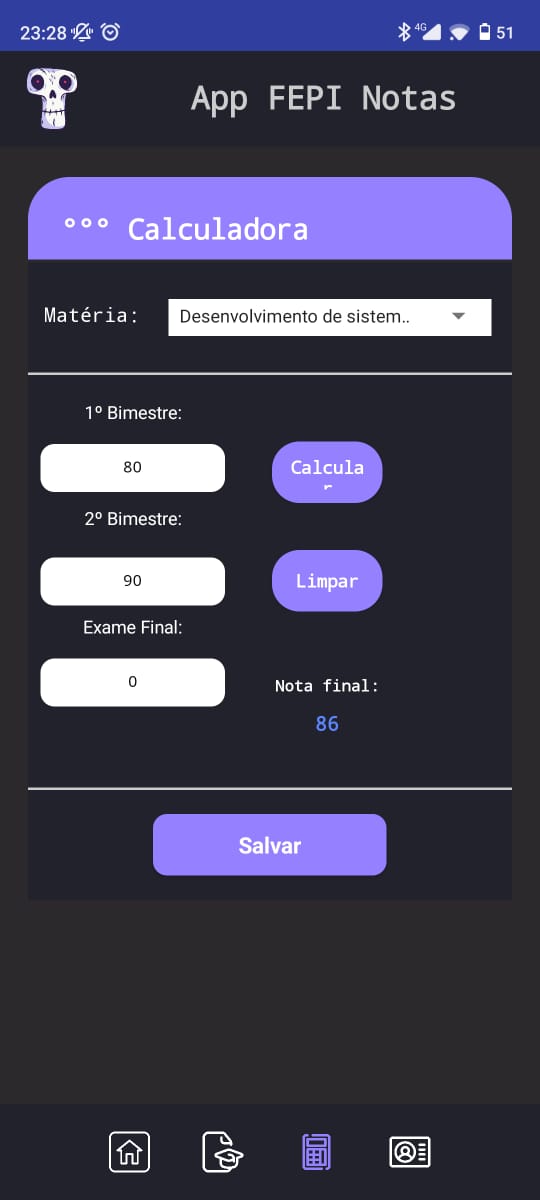 23:28 4G 51
App FEPI Notas
°°° Calculadora
Matéria: Desenvolvimento de sistem..
1º Bimestre:
80 Calcula
r
2º Bimestre:
90 Limpar
Exame Final:
0 Nota final:
86
Salvar